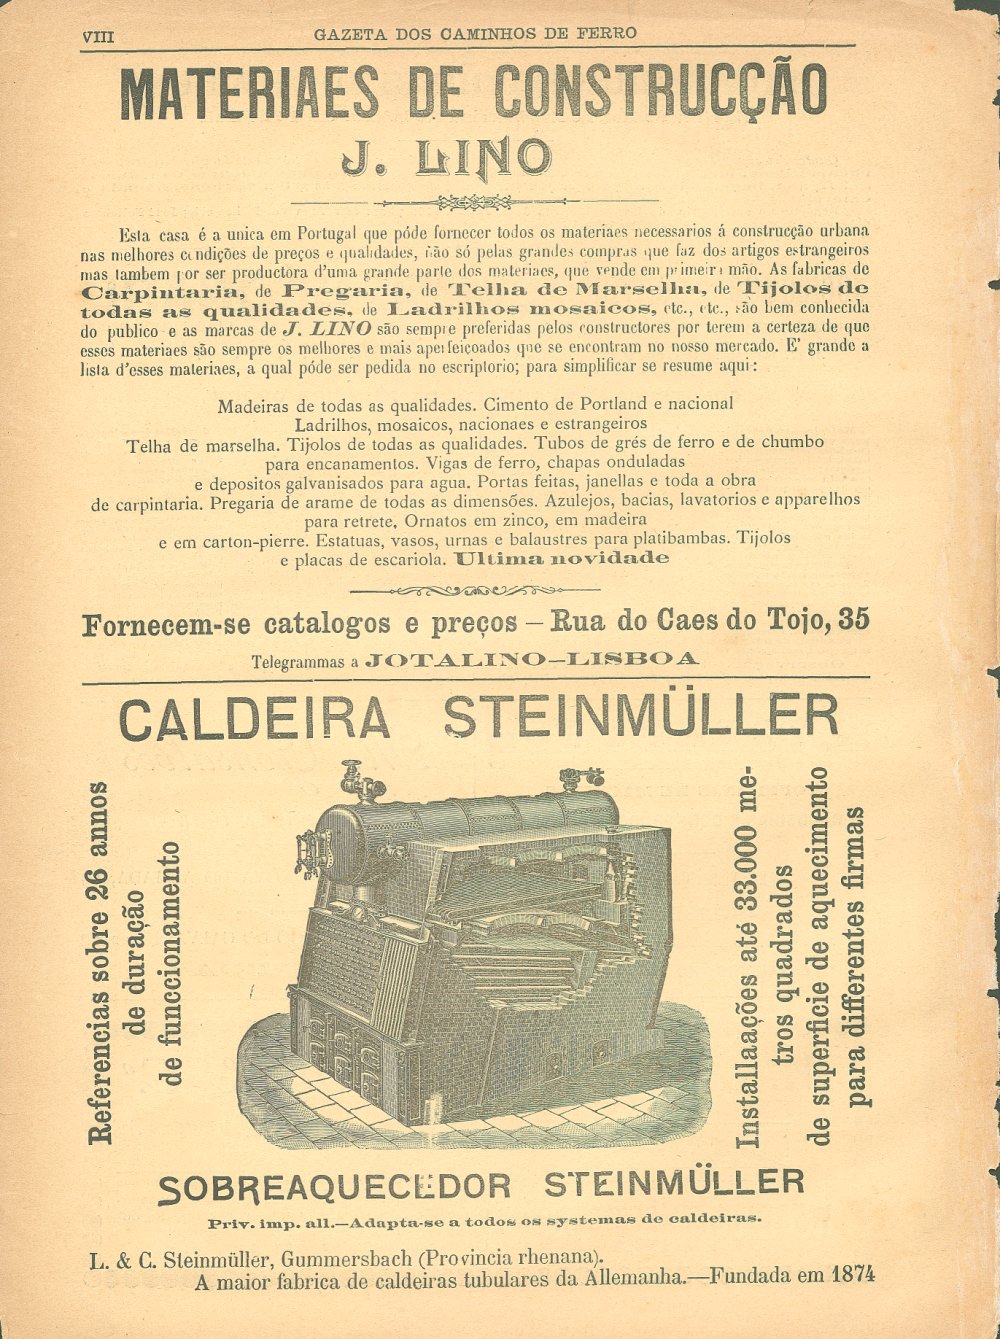 VIII
GAZETA DOS CAMINHOS DE FERRO
MATERIAES DE CONSTRUCÇÃO
J. LINO
Esta casa é a unica em Portugal que póde fornecer todos os materiaes necessarios á construcção urbana
nas melhores condições de preços e qualidades, não só pelas grandes compras que faz dos artigos estrangeiros
mas tambem por ser productora d'uma grande parte dos materiaes, que vende em primeira mão. As fabricas de
Carpintaria, de Pregaria, de Telha de Marselha, de Tijolos de
todas as qualidades, de Ladrilhos mosaicos, etc., etc., são bem conhecida
do publico e as marcas de J. LINO são sempre preferidas pelos constructores por terem a certeza de que
esses materiaes são sempre os melhores e mais aperfeiçoados que se encontram no nosso mercado. E' grande a
lista d'esses materiaes, a qual póde ser pedida no escriptorio; para simplificar se resume aqui:
Madeiras de todas as qualidades. Cimento de Portland e nacional
Ladrilhos, mosaicos, nacionaes e estrangeiros
Telha de marselha. Tijolos de todas as qualidades. Tubos de grés de ferro e de chumbo
para encanamentos. Vigas de ferro, chapas onduladas
e depositos galvanisados para agua. Portas feitas, janellas e toda a obra
de carpintaria. Pregaria de arame de todas as dimensões. Azulejos, bacias, lavatorios e apparelhos
para retrete, Ornatos em zinco, em madeira
e em carton-pierre. Estatuas, vasos, urnas e balaustres para platibambas. Tijolos
e placas de escariola. Ultima novidade
Fornecem-se catalogos e preços — Rua do Caes do Tojo, 35
Telegrammas a JOTALINO—LISBOA
CALDEIRA STEINMÜLLER
Referencias sobre 26 annos
de duração
de funccionamento
Installaações até 33.000 me-
tros quadrados
de superficie de aquecimento
para differentes firmas
SOBREAQUECEDOR STEINMÜLLER
Priv. imp. all.—Adapta-se a todos os systemas de caldeiras.
L. & C. Steinmüller, Gummersbach (Provincia rhenana).
A maior fabrica de caldeiras tubulares da Allemanha.—Fundada em 1874